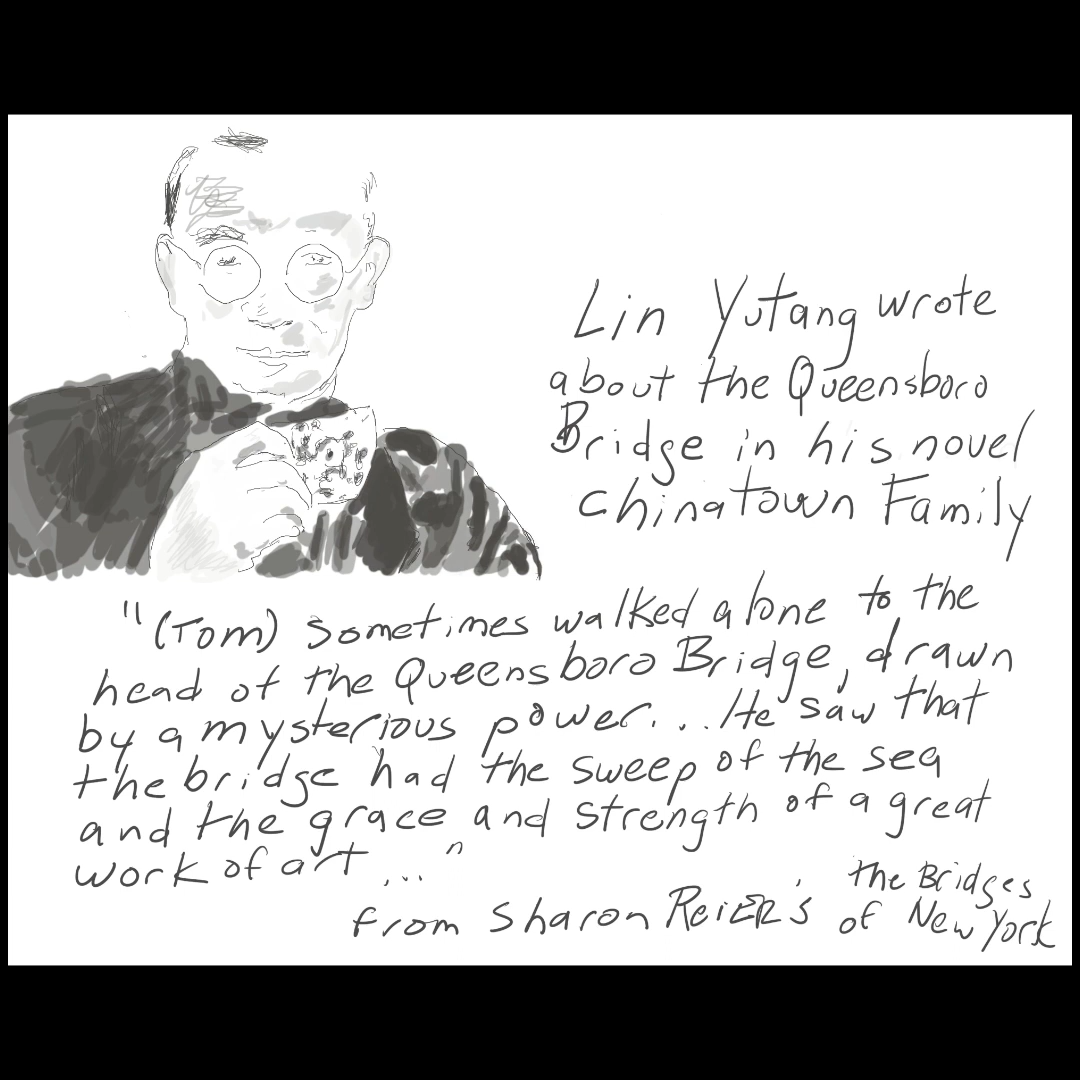 Lin Yutang wrote
about the Queensboro
Bridge in his novel
Chinatown Family
"(Tom) sometimes walked alone to the
head of the Queensboro Bridge, drawn
by a mysterious power... He saw that
the bridge had the sweep of the sea
and the grace and strength of a great
work of art..."
from Sharon Reier's the Bridges
of New York